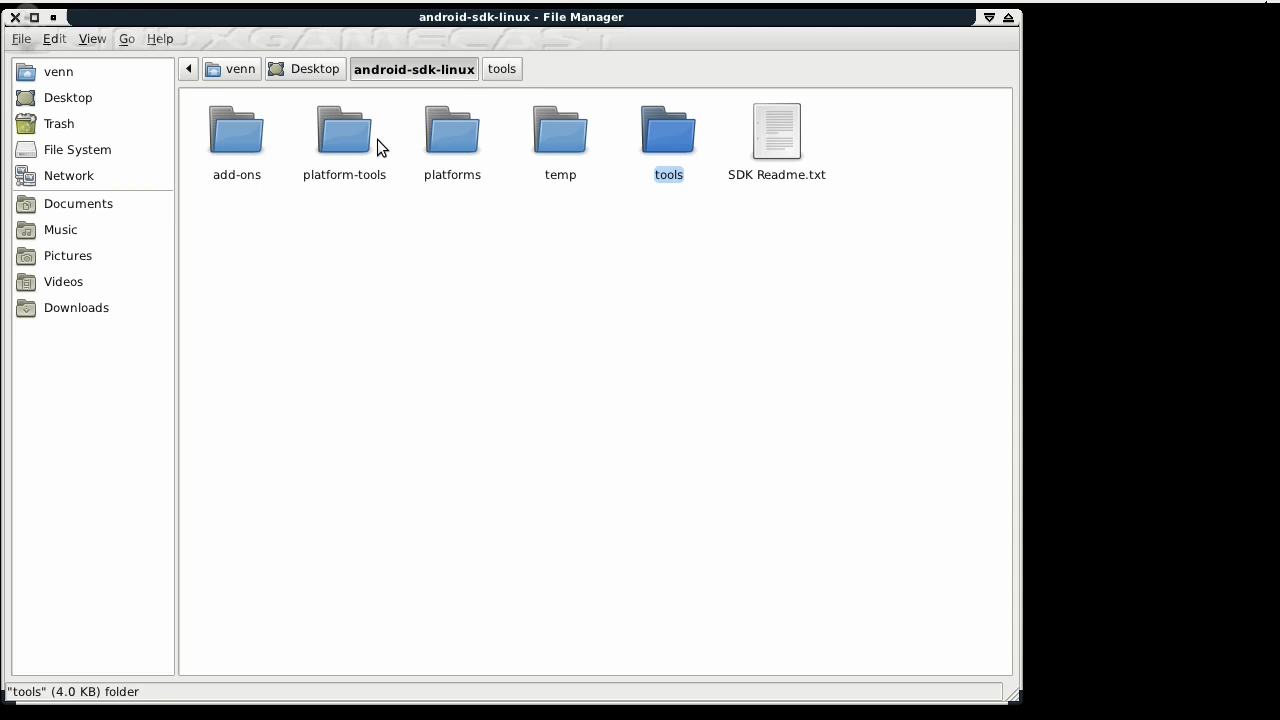 android-sdk-linux - File Manager
File Edit View Go Help
venn Desktop android-sdk-linux tools
venn
Desktop
Trash
File System
Network
Documents
Music
Pictures
Videos
Downloads
add-ons platform-tools platforms temp tools SDK Readme.txt
"tools" (4.0 KB) folder